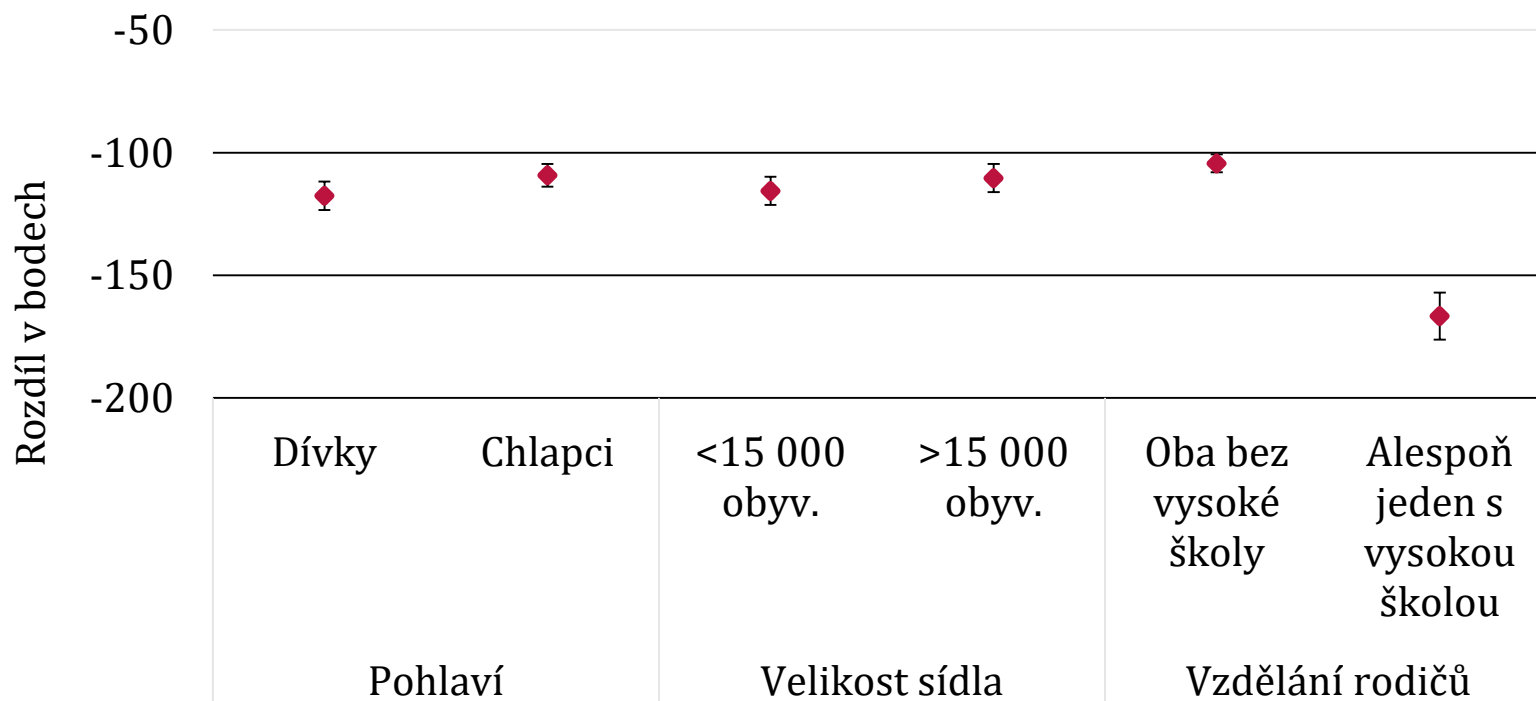 -50
-100
-150
-200
Rozdíl v bodech
Dívky
Chlapci
<15 000
obyv.
>15 000
obyv.
Oba bez
vysoké
školy
Alespoň
jeden s
vysokou
školou
Pohlaví
Velikost sídla
Vzdělání rodičů